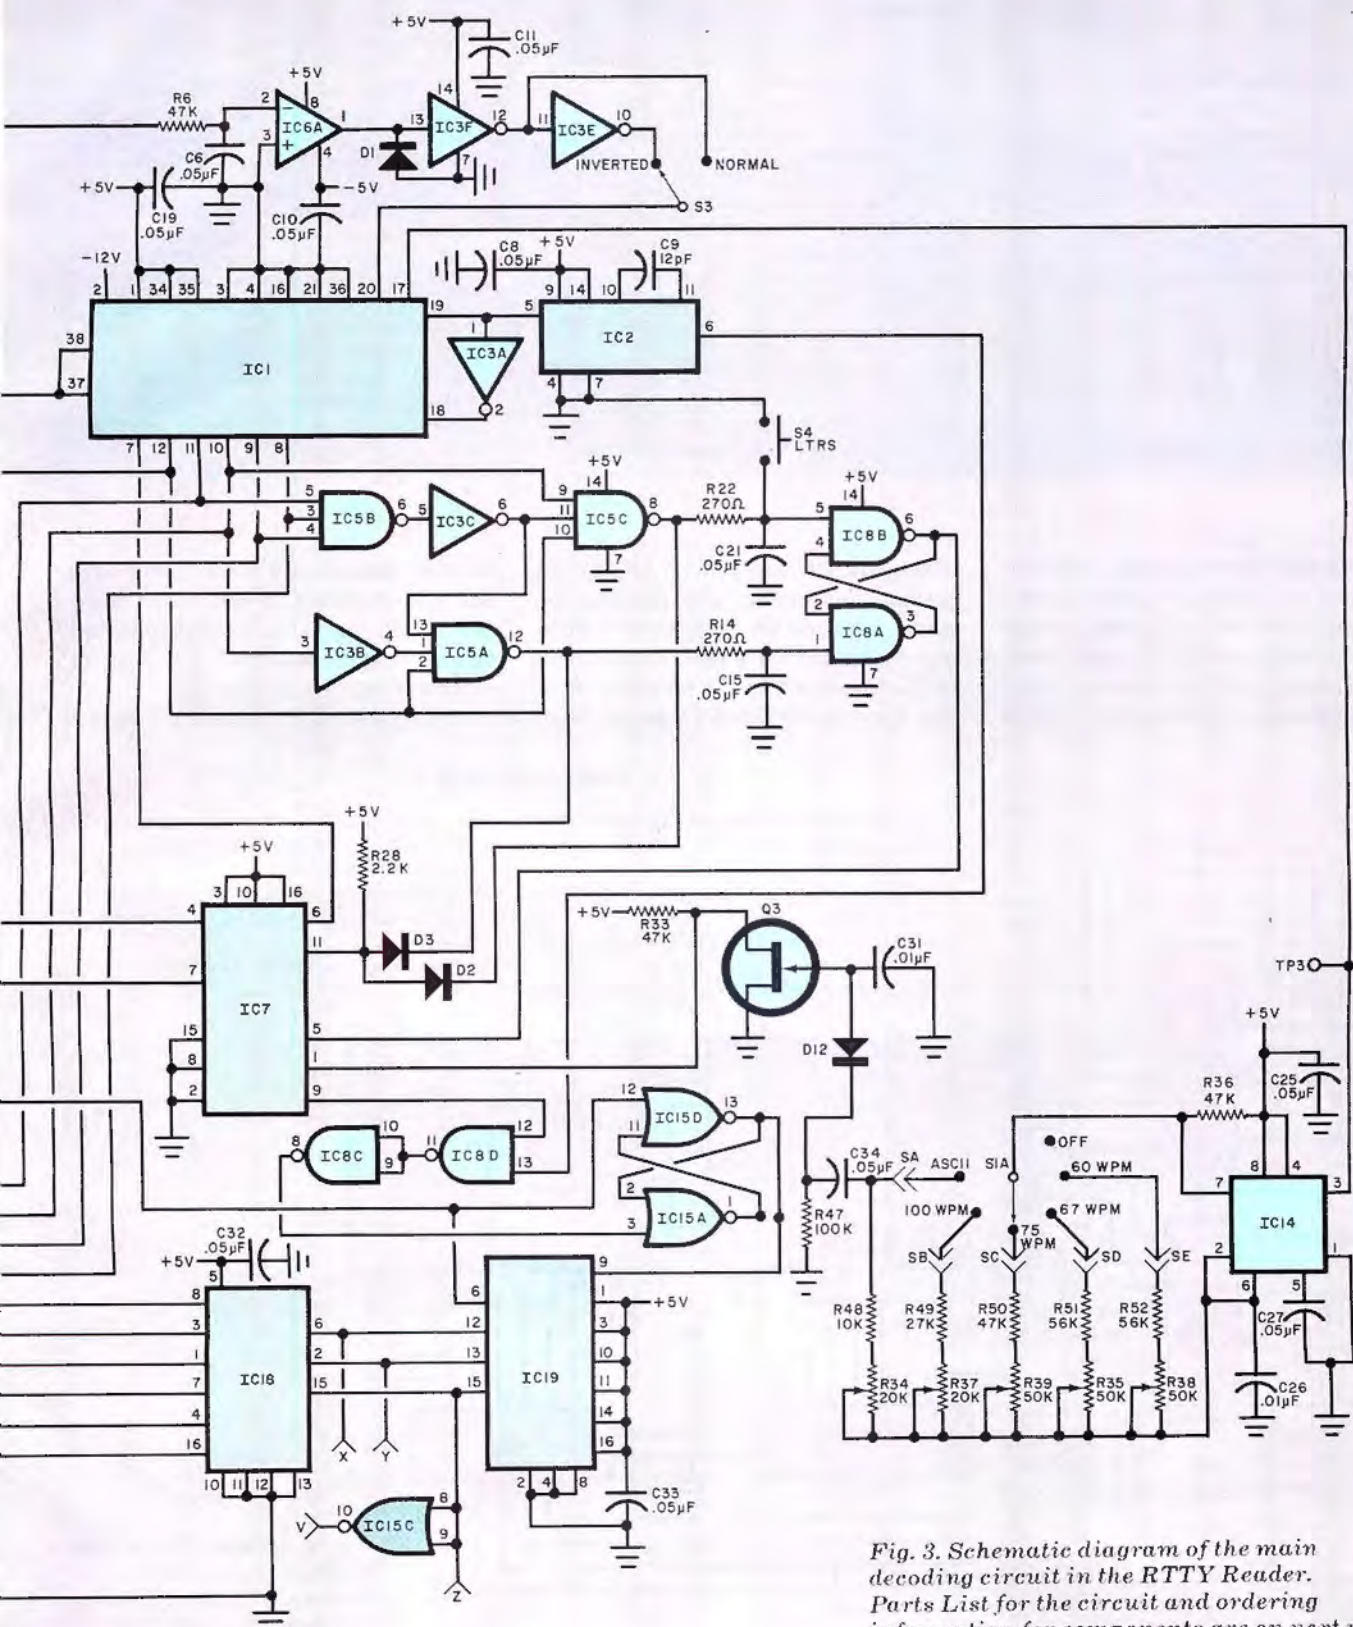 +5V
C11
.05µF
+5V
R6
47K
2
8
14
1
13
12
11
10
IC6A
IC3F
IC3E
3
4
7
D1
C6
.05µF
INVERTED
NORMAL
+5V
-5V
S3
C19
.05µF
C10
.05µF
C8
.05µF
+5V
C9
12pF
-12V
2
1
34
35
3
4
16
21
36
20
17
9
14
10
11
19
5
6
1
IC2
IC3A
38
IC1
37
4
7
18
2
S4
LTRS
7
12
11
10
9
8
+5V
+5V
14
14
R22
270Ω
5
3
4
IC5B
6
5
IC3C
6
9
11
10
IC5C
8
5
4
IC8B
6
7
C21
.05µF
2
IC8A
3
1
7
R14
270Ω
3
IC3B
4
13
1
2
IC5A
12
C15
.05µF
+5V
R28
2.2K
+5V
3
10
16
4
6
+5V
R33
47K
Q3
C31
.01µF
11
D3
D2
7
IC7
TP3
+5V
15
5
D12
8
1
2
9
R36
47K
C25
.05µF
12
IC15D
13
11
8
IC8C
10
9
11
IC8D
12
13
C34
.05µF
SA
ASCII
S1A
OFF
60 WPM
8
4
7
3
2
IC15A
1
3
R47
100K
100 WPM
75
WPM
67 WPM
IC14
2
1
SB
SC
SD
SE
6
5
C32
.05µF
+5V
5
9
8
6
1
+5V
R48
10K
R49
27K
R50
47K
R51
56K
R52
56K
C27
.05µF
3
6
12
3
1
2
13
10
IC18
IC19
7
15
15
11
R34
20K
R37
20K
R39
50K
R35
50K
R38
50K
C26
.01µF
4
14
16
16
10
11
12
13
X
Y
2
4
8
C33
.05µF
V
10
IC15C
8
9
Z
Fig. 3. Schematic diagram of the main
decoding circuit in the RTTY Reader.
Parts List for the circuit and ordering